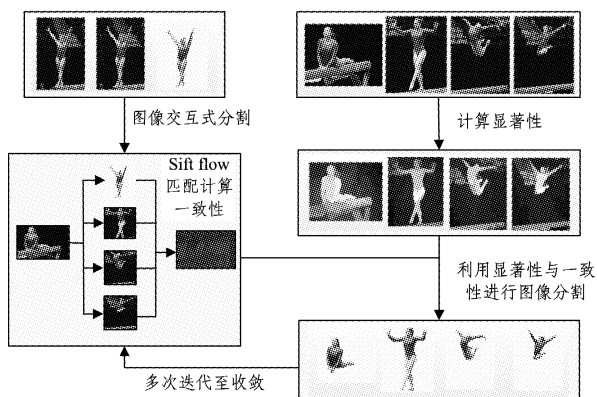 图像交互式分割
计算显著性
Sift flow
匹配计算
一致性
利用显著性与一致
性进行图像分割
多次迭代至收敛